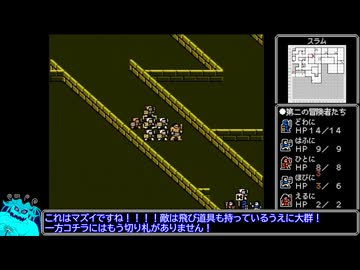 スラム
●第二の冒険者たち
どわに
HP 14/14
はふに
HP 9/ 9
ひとに
HP 8/ 8
ほびに
HP 3/ 6
えるに
HP 2/ 2
これはマズイですね！！！！敵は飛び道具も持っているうえに大群！
一方コチラにはもう切り札がありません！